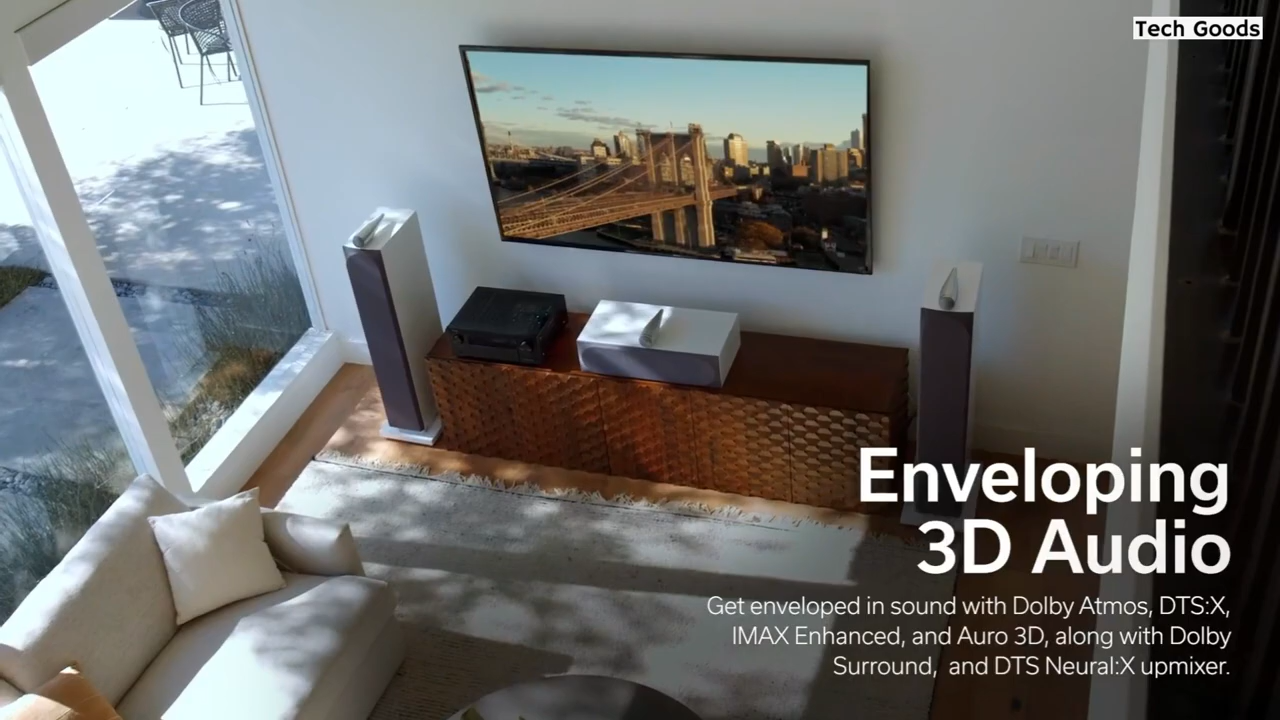 Tech Goods
Enveloping
3D Audio
Get enveloped in sound with Dolby Atmos, DTS:X,
IMAX Enhanced, and Auro 3D, along with Dolby
Surround, and DTS Neural:X upmixer.